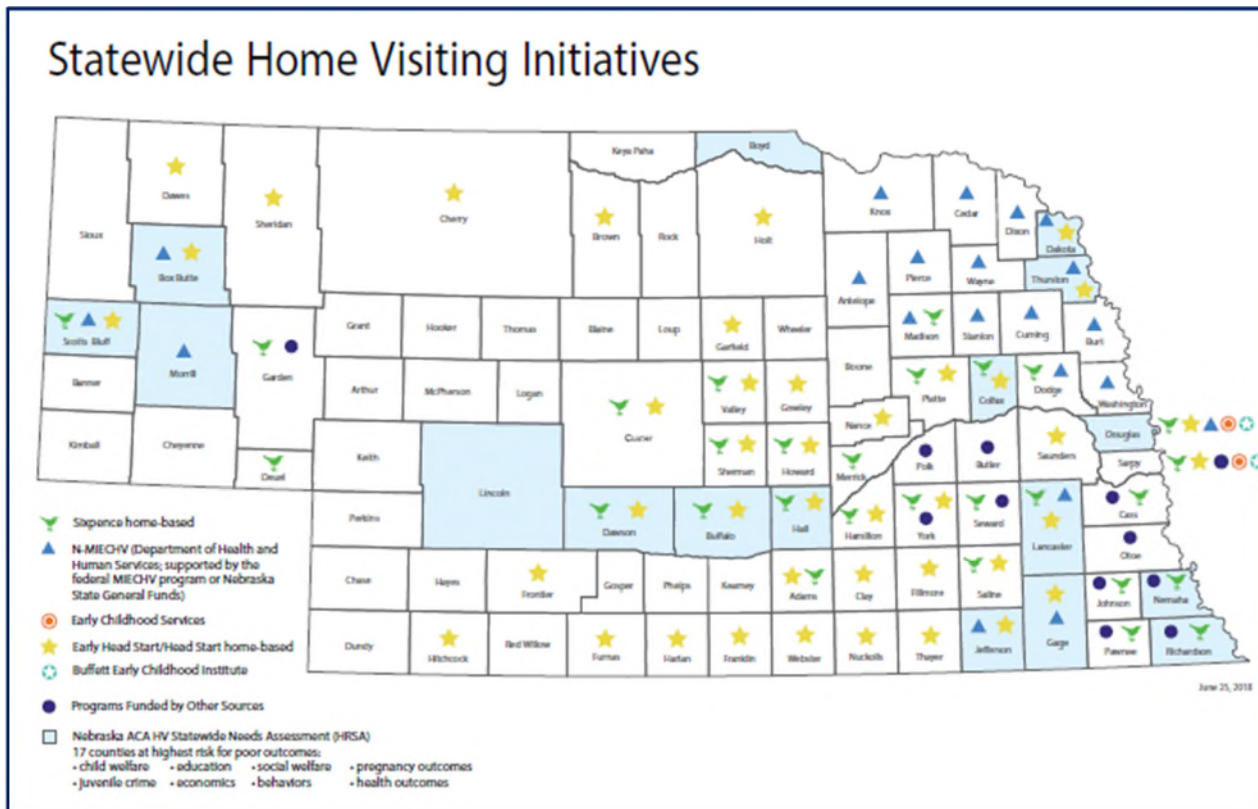 Statewide Home Visiting Initiatives
Keya Paha
Boyd
Dawes
Sheridan
Cherry
Brown
Rock
Holt
Knox
Cedar
Dixon
Dakota
Sioux
Box Butte
Antelope
Pierce
Wayne
Thurston
Scotts Bluff
Morrill
Garden
Grant
Hooker
Thomas
Blaine
Loup
Garfield
Wheeler
Madison
Stanton
Cuming
Burt
Banner
Arthur
McPherson
Logan
Custer
Valley
Greeley
Boone
Platte
Colfax
Dodge
Washington
Kimball
Cheyenne
Deuel
Keith
Lincoln
Sherman
Howard
Nance
Merrick
Polk
Butler
Saunders
Douglas
Sarpy
Perkins
Dawson
Buffalo
Hall
Hamilton
York
Seward
Lancaster
Cass
Otoe
Chase
Hayes
Frontier
Gosper
Phelps
Kearney
Adams
Clay
Fillmore
Saline
Gage
Johnson
Nemaha
Dundy
Hitchcock
Red Willow
Furnas
Harlan
Franklin
Webster
Nuckolls
Thayer
Jefferson
Pawnee
Richardson
Sixpence home-based
N-MIECHV (Department of Health and
Human Services; supported by the
federal MIECHV program or Nebraska
State General Funds)
Early Childhood Services
Early Head Start/Head Start home-based
Buffett Early Childhood Institute
Programs Funded by Other Sources
Nebraska ACA HV Statewide Needs Assessment (HRSA)
17 counties at highest risk for poor outcomes:
• child welfare • education • social welfare • pregnancy outcomes
• juvenile crime • economics • behaviors • health outcomes
June 25, 2018